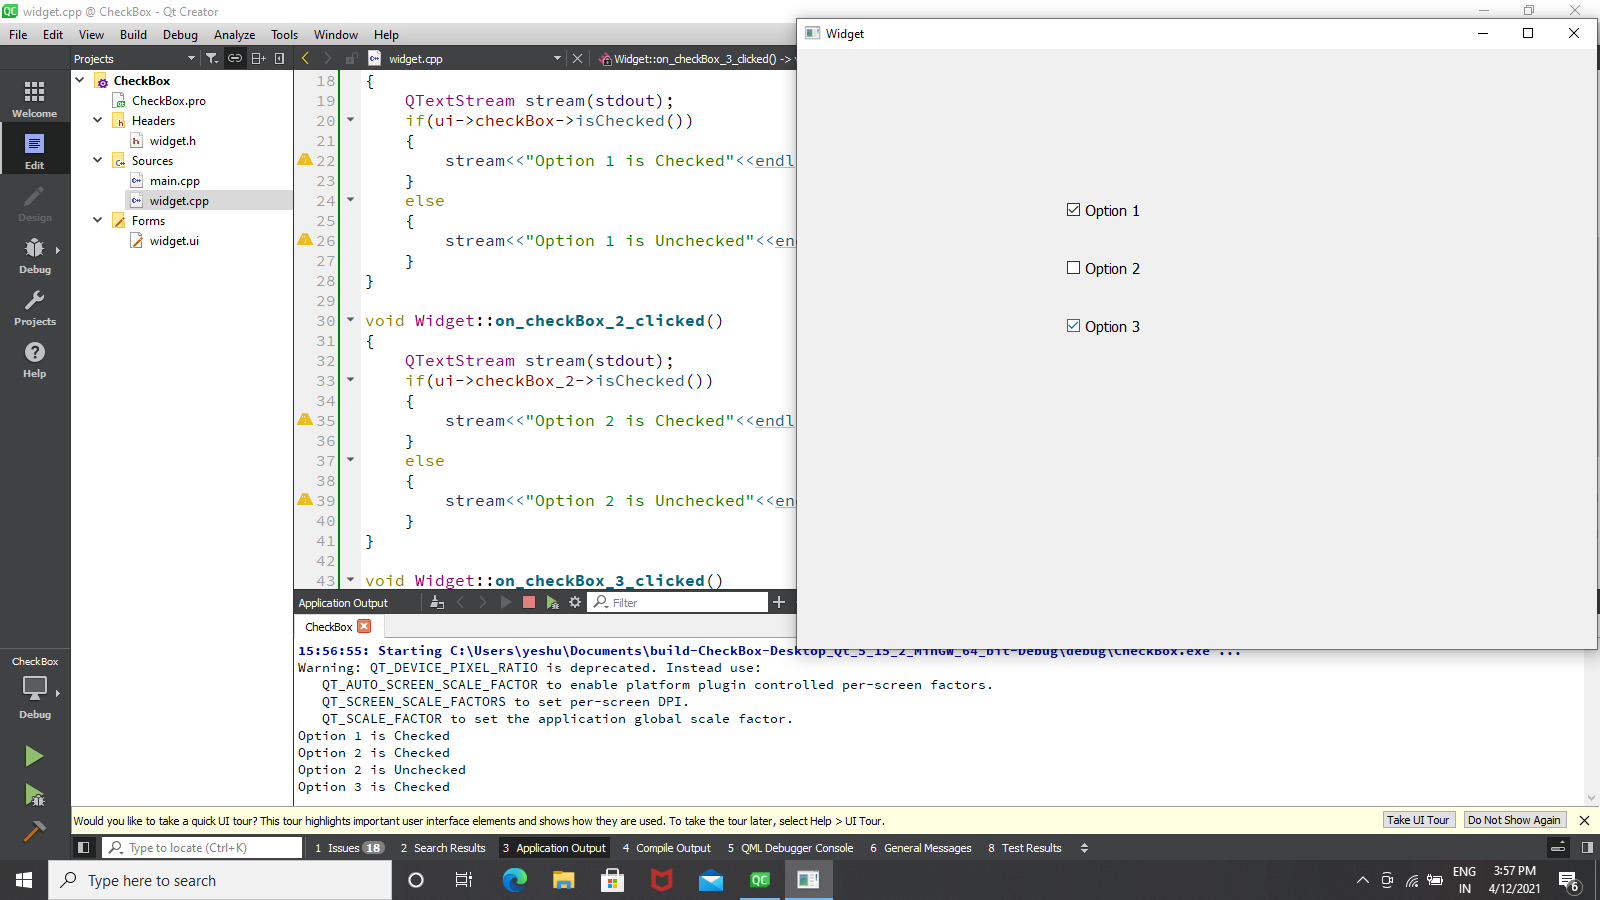 widget.cpp @ CheckBox - Qt Creator
File Edit View Build Debug Analyze Tools Window Help
Projects
widget.cpp
Widget::on_checkBox_3_clicked() ->
Welcome
Edit
Design
Debug
Projects
Help
CheckBox
Debug
CheckBox
CheckBox.pro
Headers
widget.h
Sources
main.cpp
widget.cpp
Forms
widget.ui
18 {
19 QTextStream stream(stdout);
20 if(ui->checkBox->isChecked())
21 {
22 stream<<"Option 1 is Checked"<<endl
23 }
24 else
25 {
26 stream<<"Option 1 is Unchecked"<<en
27 }
28 }
29
30 void Widget::on_checkBox_2_clicked()
31 {
32 QTextStream stream(stdout);
33 if(ui->checkBox_2->isChecked())
34 {
35 stream<<"Option 2 is Checked"<<endl
36 }
37 else
38 {
39 stream<<"Option 2 is Unchecked"<<en
40 }
41 }
42
43 void Widget::on_checkBox_3_clicked()
Widget
Option 1
Option 2
Option 3
Application Output
Filter
CheckBox
15:56:55: Starting C:\Users\yeshu\Documents\build-CheckBox-Desktop_Qt_5_15_2_MinGW_64_bit-Debug\debug\CheckBox.exe ...
Warning: QT_DEVICE_PIXEL_RATIO is deprecated. Instead use:
QT_AUTO_SCREEN_SCALE_FACTOR to enable platform plugin controlled per-screen factors.
QT_SCREEN_SCALE_FACTORS to set per-screen DPI.
QT_SCALE_FACTOR to set the application global scale factor.
Option 1 is Checked
Option 2 is Checked
Option 2 is Unchecked
Option 3 is Checked
Would you like to take a quick UI tour? This tour highlights important user interface elements and shows how they are used. To take the tour later, select Help > UI Tour.
Take UI Tour
Do Not Show Again
Type to locate (Ctrl+K)
1 Issues 18 2 Search Results 3 Application Output 4 Compile Output 5 QML Debugger Console 6 General Messages 8 Test Results
Type here to search
QC
ENG
IN
3:57 PM
4/12/2021
6